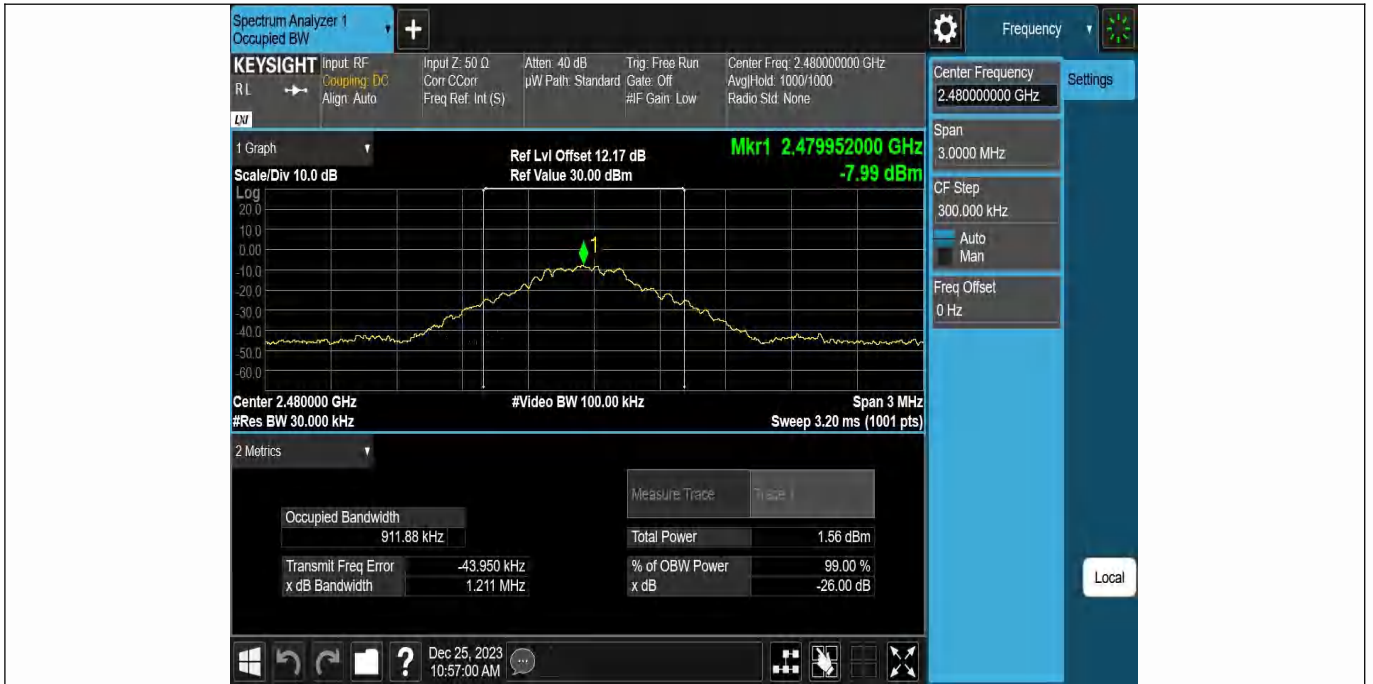 Spectrum Analyzer 1
Occupied BW
+
Frequency
KEYSIGHT
R L
LXI
Input: RF
Coupling: DC
Align: Auto
Input Z: 50 Ω
Corr CCorr
Freq Ref: Int (S)
Atten: 40 dB
µW Path: Standard
Trig: Free Run
Gate: Off
#IF Gain: Low
Center Freq: 2.480000000 GHz
Avg|Hold: 1000/1000
Radio Std: None
Center Frequency
2.480000000 GHz
Settings
Span
3.0000 MHz
CF Step
300.000 kHz
Auto
Man
Freq Offset
0 Hz
Local
1 Graph
Scale/Div 10.0 dB
Ref Lvl Offset 12.17 dB
Ref Value 30.00 dBm
Mkr1 2.479952000 GHz
-7.99 dBm
Log
20.0
10.0
0.00
-10.0
-20.0
-30.0
-40.0
-50.0
-60.0
1
Center 2.480000 GHz
#Video BW 100.00 kHz
Span 3 MHz
#Res BW 30.000 kHz
Sweep 3.20 ms (1001 pts)
2 Metrics
Measure Trace
Trace 1
Occupied Bandwidth
911.88 kHz
Total Power
1.56 dBm
Transmit Freq Error
-43.950 kHz
% of OBW Power
99.00 %
x dB Bandwidth
1.211 MHz
x dB
-26.00 dB
?
Dec 25, 2023
10:57:00 AM